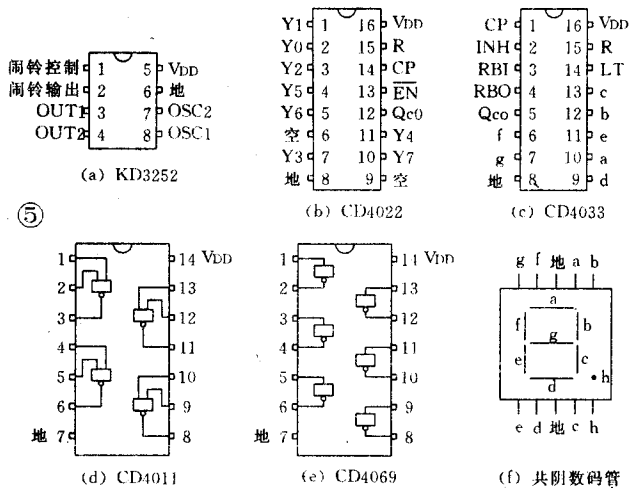 闹铃控制 1 5 VDD
闹铃输出 2 6 地
OUT1 3 7 OSC2
OUT2 4 8 OSC1
(a) KD3252
Y1 1 16 VDD
Y0 2 15 R
Y2 3 14 CP
Y5 4 13 EN
Y6 5 12 Qc0
空 6 11 Y4
Y3 7 10 Y7
地 8 9 空
(b) CD4022
CP 1 16 VDD
INH 2 15 R
RBI 3 14 LT
RBO 4 13 c
Qco 5 12 b
f 6 11 e
g 7 10 a
地 8 9 d
(c) CD4033
⑤
1 14 VDD
2 13
3 12
4 11
5 10
6 9
地 7 8
(d) CD4011
1 14 VDD
2 13
3 12
4 11
5 10
6 9
地 7 8
(e) CD4069
g f 地 a b
a
f b
g
e c
d h
e d 地 c h
(f) 共阴数码管